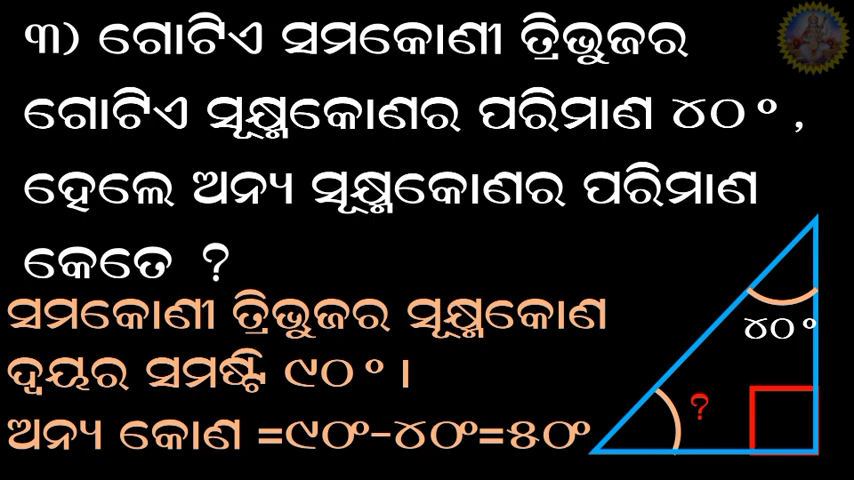 ୩) ଗୋଟିଏ ସମକୋଣୀ ତ୍ରିଭୁଜର
ଗୋଟିଏ ସୂକ୍ଷ୍ମକୋଣର ପରିମାଣ ୪୦° ,
ହେଲେ ଅନ୍ୟ ସୂକ୍ଷ୍ମକୋଣର ପରିମାଣ
କେତେ ?
ସମକୋଣୀ ତ୍ରିଭୁଜର ସୂକ୍ଷ୍ମକୋଣ
ଦ୍ୱୟର ସମଷ୍ଟି ୯୦° ।
ଅନ୍ୟ କୋଣ =୯୦°-୪୦°=୫୦°
୪୦°
?